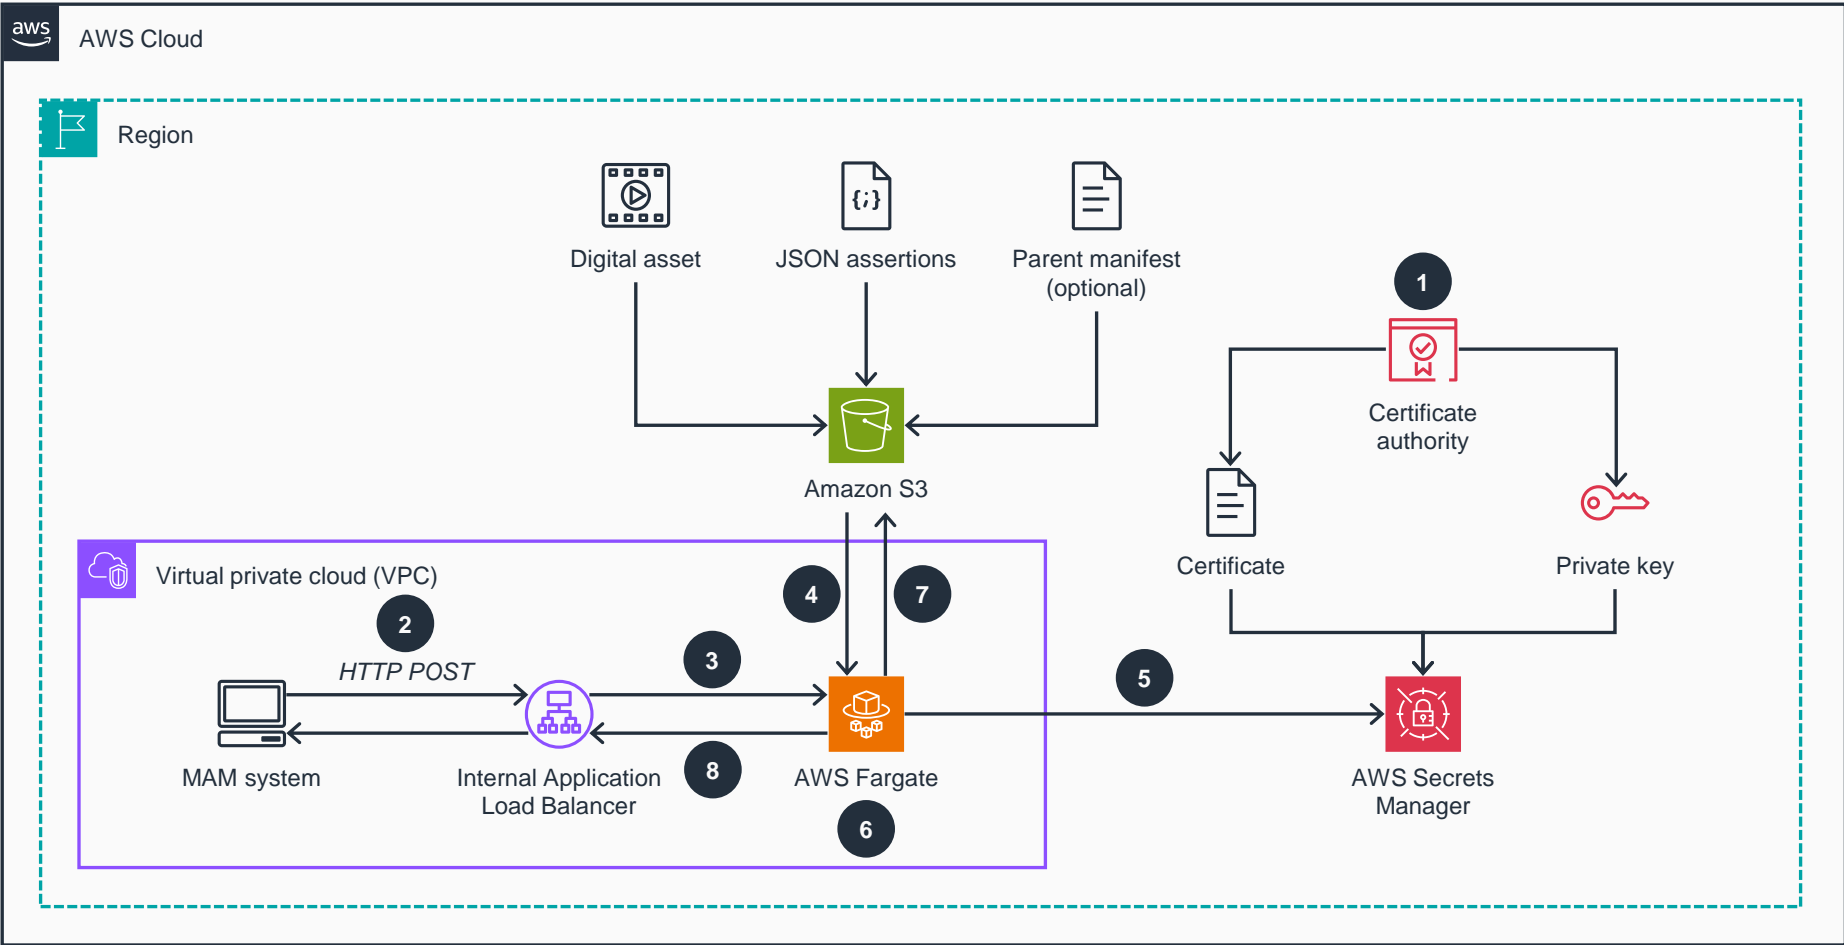 aws
AWS Cloud
Region
Digital asset
JSON assertions
{;}
Parent manifest
(optional)
1
Certificate
authority
Amazon S3
Certificate
Private key
Virtual private cloud (VPC)
4
7
2
HTTP POST
3
5
MAM system
Internal Application
Load Balancer
8
AWS Fargate
6
AWS Secrets
Manager